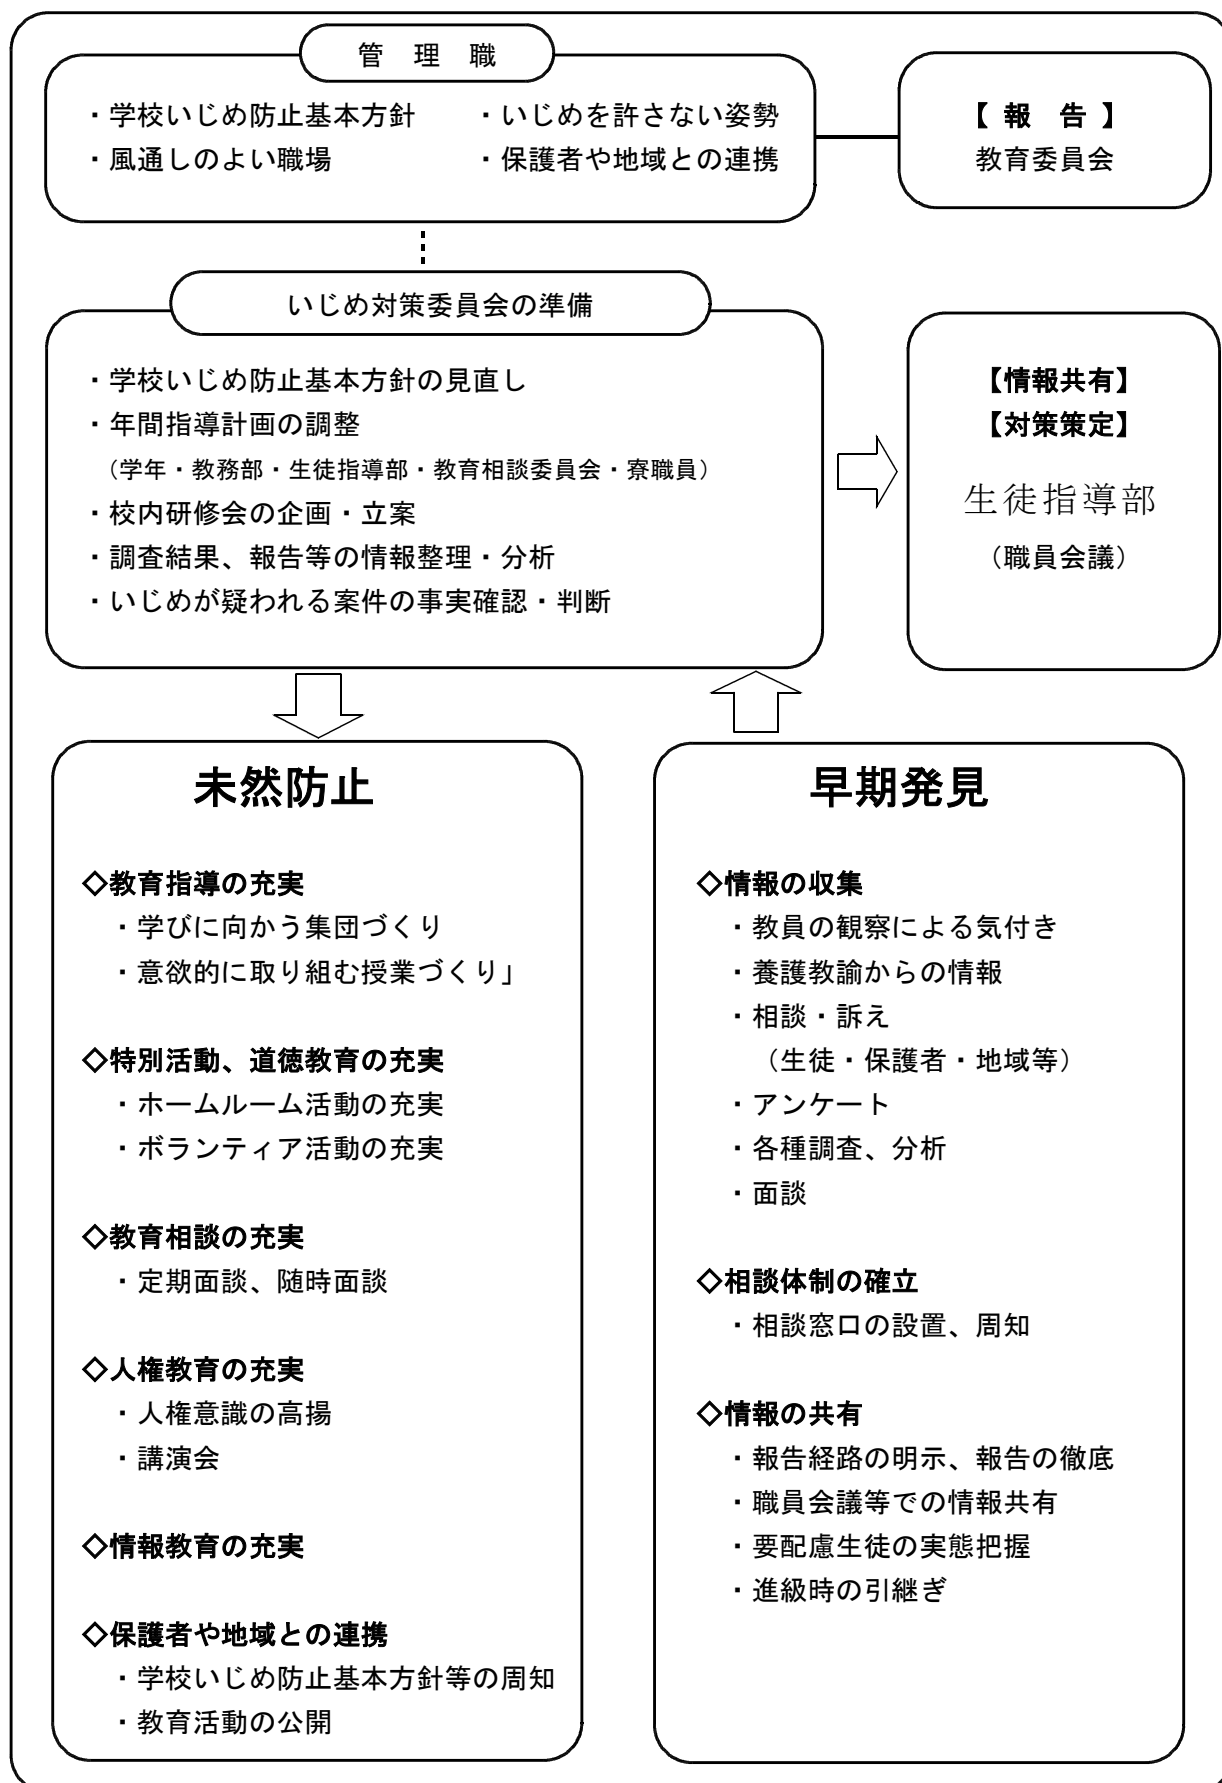 管　理　職
・学校いじめ防止基本方針　　・いじめを許さない姿勢
・風通しのよい職場　　・保護者や地域との連携
【 報　告 】
教育委員会
いじめ対策委員会の準備
・学校いじめ防止基本方針の見直し
・年間指導計画の調整
（学年・教務部・生徒指導部・教育相談委員会・寮職員）
・校内研修会の企画・立案
・調査結果、報告等の情報整理・分析
・いじめが疑われる案件の事実確認・判断
【情報共有】
【対策策定】
生徒指導部
（職員会議）
未然防止
◇教育指導の充実
・学びに向かう集団づくり
・意欲的に取り組む授業づくり」
◇特別活動、道徳教育の充実
・ホームルーム活動の充実
・ボランティア活動の充実
◇教育相談の充実
・定期面談、随時面談
◇人権教育の充実
・人権意識の高揚
・講演会
◇情報教育の充実
◇保護者や地域との連携
・学校いじめ防止基本方針等の周知
・教育活動の公開
早期発見
◇情報の収集
・教員の観察による気付き
・養護教諭からの情報
・相談・訴え
（生徒・保護者・地域等）
・アンケート
・各種調査、分析
・面談
◇相談体制の確立
・相談窓口の設置、周知
◇情報の共有
・報告経路の明示、報告の徹底
・職員会議等での情報共有
・要配慮生徒の実態把握
・進級時の引継ぎ